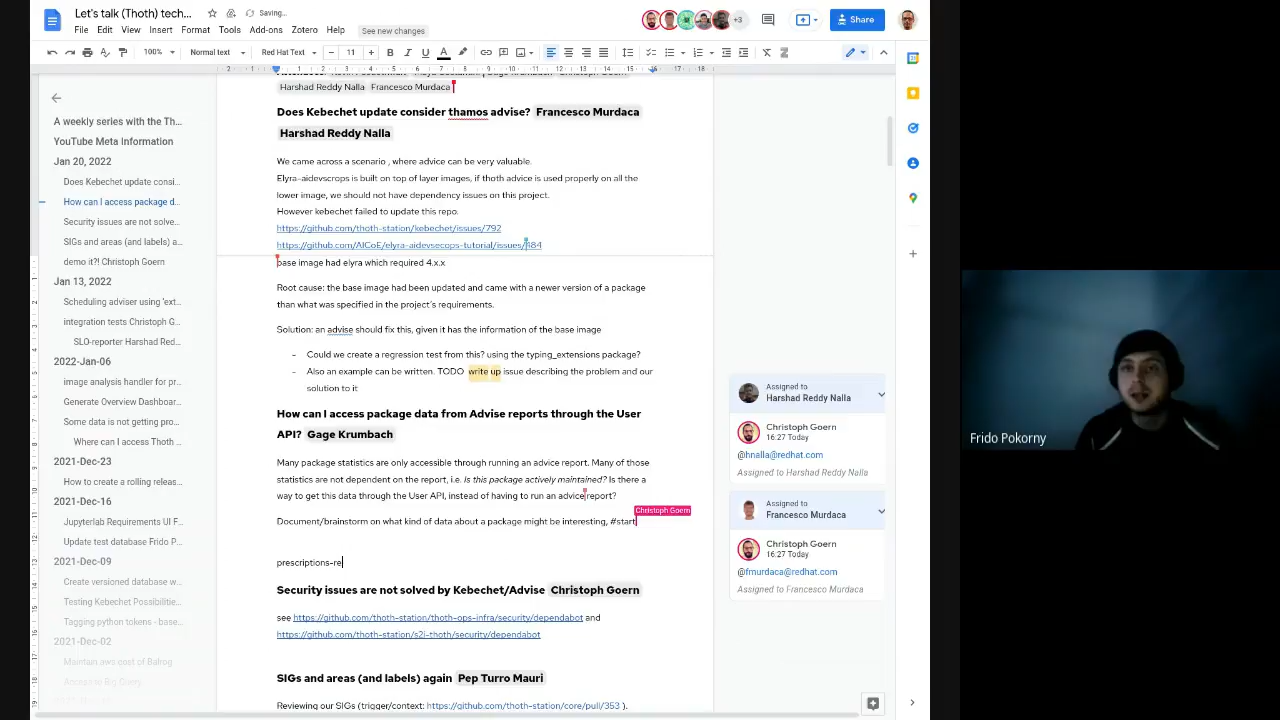 Let's talk (Thoth) tech...
Saving...
File Edit View Insert Format Tools Add-ons Zotero Help
See new changes
+3
Share
100%
Normal text
Red Hat Text
11
2 1 1 2 3 4 5 6 7 8 9 10 11 12 13 14 15 16 17 18
A weekly series with the Th...
YouTube Meta Information
Jan 20, 2022
Does Kebechet update consi...
How can I access package d...
Security issues are not solve...
SIGs and areas (and labels) a...
demo it?! Christoph Goern
Jan 13, 2022
Scheduling adviser using 'ext...
integration tests Christoph G...
SLO-reporter Harshad Red...
2022-Jan-06
image analysis handler for pr...
Generate Overview Dashboar...
Some data is not getting pro...
Where can I access Thoth ...
2021-Dec-23
How to create a rolling releas...
2021-Dec-16
Jupyterlab Requirements UI F...
Update test database Frido P...
2021-Dec-09
Create versioned database w...
Testing Kebechet Possibilitie...
Tagging python tokens - base...
2021-Dec-02
Maintain aws cost of Balrog
Harshad Reddy Nalla Francesco Murdaca
Does Kebechet update consider thamos advise? Francesco Murdaca
Harshad Reddy Nalla
We came across a scenario , where advice can be very valuable.
Elyra-aidevscrops is built on top of layer images, if thoth advice is used properly on all the
lower image, we should not have dependency issues on this project.
However kebechet failed to update this repo.
https://github.com/thoth-station/kebechet/issues/792
https://github.com/AICoE/elyra-aidevsecops-tutorial/issues/484
base image had elyra which required 4.x.x
Root cause: the base image had been updated and came with a newer version of a package
than what was specified in the project's requirements.
Solution: an advise should fix this, given it has the information of the base image
- Could we create a regression test from this? using the typing_extensions package?
- Also an example can be written. TODO write up issue describing the problem and our
solution to it
How can I access package data from Advise reports through the User
API? Gage Krumbach
Many package statistics are only accessible through running an advice report. Many of those
statistics are not dependent on the report, i.e. Is this package actively maintained? Is there a
way to get this data through the User API, instead of having to run an advice report?
Christoph Goern
Document/brainstorm on what kind of data about a package might be interesting, #start
prescriptions-re
Security issues are not solved by Kebechet/Advise Christoph Goern
see https://github.com/thoth-station/thoth-ops-infra/security/dependabot and
https://github.com/thoth-station/s2i-thoth/security/dependabot
SIGs and areas (and labels) again Pep Turro Mauri
Reviewing our SIGs (trigger/context: https://github.com/thoth-station/core/pull/353 ).
Assigned to
Harshad Reddy Nalla
Christoph Goern
16:27 Today
@hnalla@redhat.com
Assigned to Harshad Reddy Nalla
Assigned to
Francesco Murdaca
Christoph Goern
16:27 Today
@fmurdaca@redhat.com
Assigned to Francesco Murdaca
Frido Pokorny